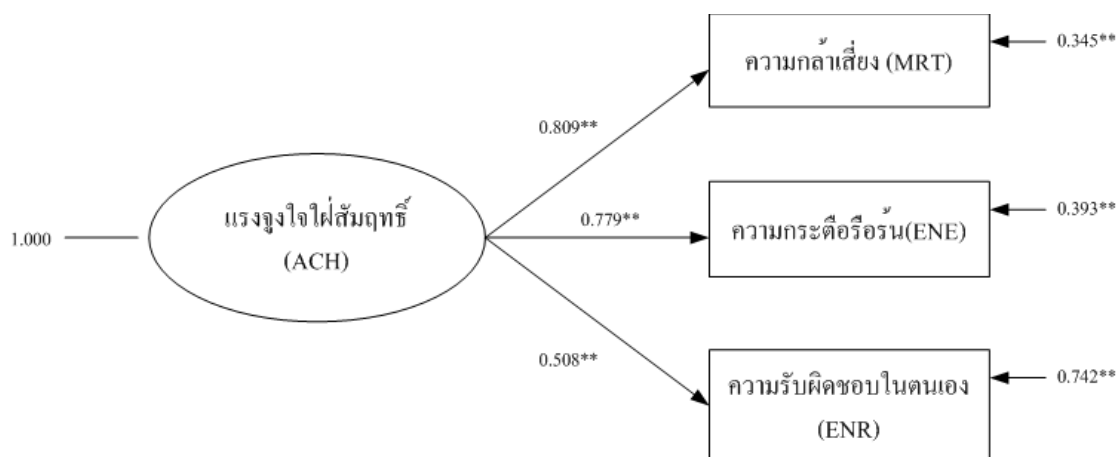 ความกล้าเสี่ยง (MRT)
0.345**
0.809**
แรงจูงใจใฝ่สัมฤทธิ์
(ACH)
1.000
0.779**
ความกระตือรือร้น(ENE)
0.393**
0.508**
ความรับผิดชอบในตนเอง
(ENR)
0.742**